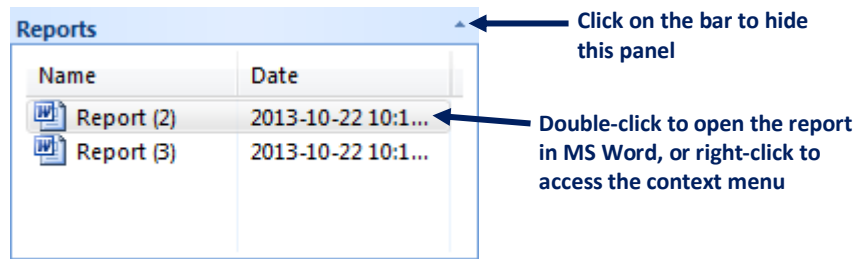 Reports
Click on the bar to hide
this panel
Name Date
Report (2) 2013-10-22 10:1...
Report (3) 2013-10-22 10:1...
Double-click to open the report
in MS Word, or right-click to
access the context menu